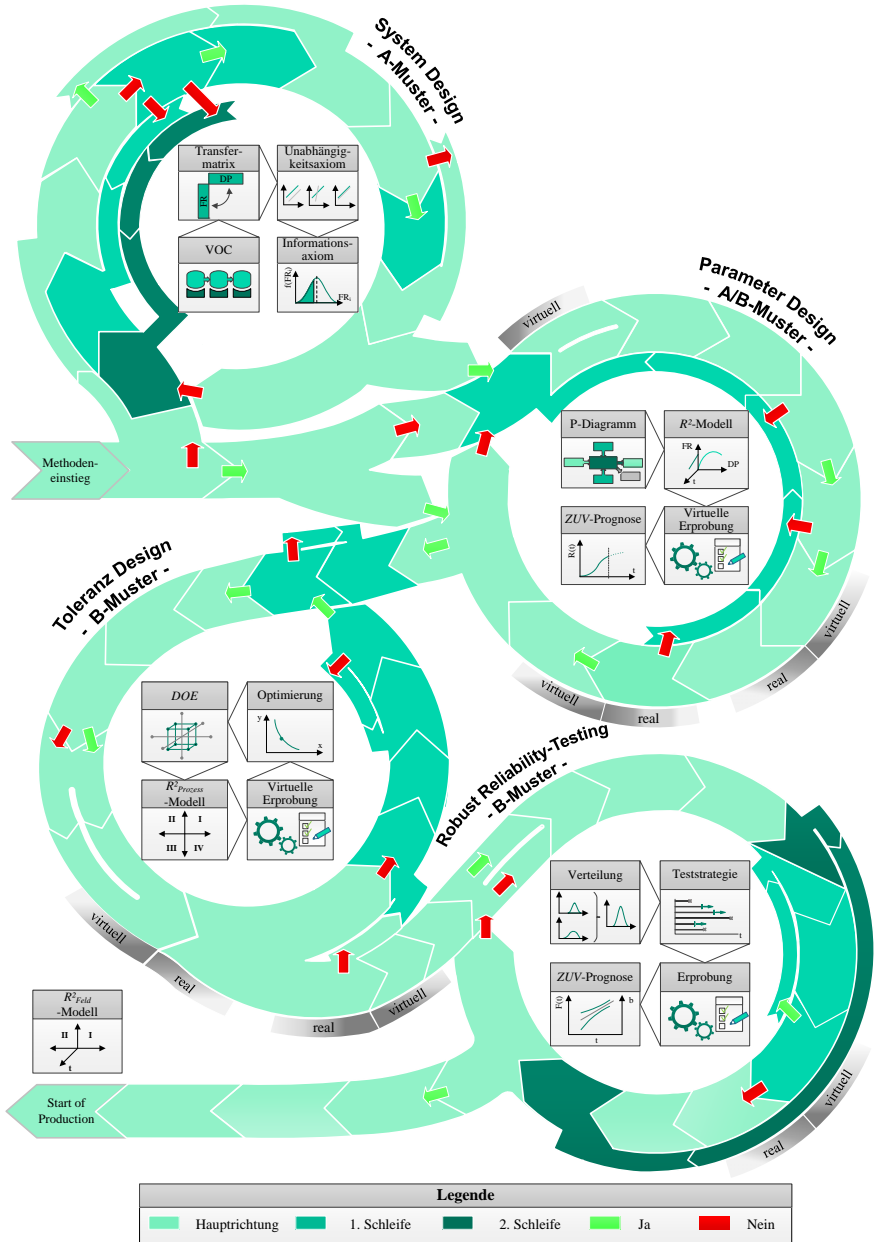 System Design
- A-Muster -
Transfer-
matrix
DP
FR
Unabhängig-
keitsaxiom
VOC
Informations-
axiom
f(FRi)
FRi
Methoden-
einstieg
Parameter Design
- A/B-Muster -
virtuell
P-Diagramm
R²-Modell
FR
DP
t
ZUV-Prognose
R(t)
t
Virtuelle
Erprobung
virtuell
real
virtuell
real
Toleranz Design
- B-Muster -
DOE
Optimierung
y
x
R²Prozess
-Modell
II I
III IV
Virtuelle
Erprobung
virtuell
real
real
virtuell
Robust Reliability-Testing
- B-Muster -
Verteilung
Teststrategie
t
ZUV-Prognose
F(t)
b
t
Erprobung
virtuell
real
R²Feld
-Modell
II I
t
Start of
Production
Legende
Hauptrichtung 1. Schleife 2. Schleife Ja Nein